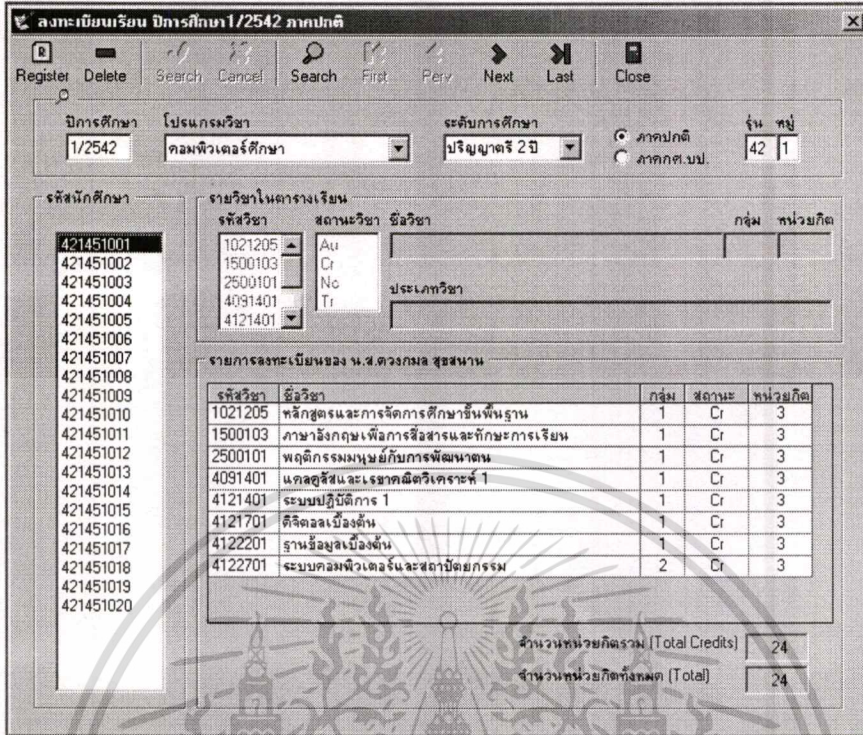 ลงทะเบียนเรียน ปีการศึกษา1/2542 ภาคปกติ
Register Delete Search Cancel Search First Perv Next Last Close
ปีการศึกษา โปรแกรมวิชา ระดับการศึกษา รุ่น หมู่
1/2542 คอมพิวเตอร์ศึกษา ปริญญาตรี 2 ปี ภาคปกติ 42 1
ภาคกศ.บป.
รหัสนักศึกษา
421451001
421451002
421451003
421451004
421451005
421451006
421451007
421451008
421451009
421451010
421451011
421451012
421451013
421451014
421451015
421451016
421451017
421451018
421451019
421451020
รายวิชาในตารางเรียน
รหัสวิชา สถานะวิชา ชื่อวิชา กลุ่ม หน่วยกิต
1021205 Au
1500103 Cr
2500101 Nc
4091401 Tr
4121401
ประเภทวิชา
รายการลงทะเบียนของ น.ส.ดวงกมล สุขสนาน
รหัสวิชา ชื่อวิชา กลุ่ม สถานะ หน่วยกิต
1021205 หลักสูตรและการจัดการศึกษาขั้นพื้นฐาน 1 Cr 3
1500103 ภาษาอังกฤษเพื่อการสื่อสารและทักษะการเรียน 1 Cr 3
2500101 พฤติกรรมมนุษย์กับการพัฒนาตน 1 Cr 3
4091401 แคลคูลัสและเรขาคณิตวิเคราะห์ 1 1 Cr 3
4121401 ระบบปฏิบัติการ 1 1 Cr 3
4121701 ดิจิตอลเบื้องต้น 1 Cr 3
4122201 ฐานข้อมูลเบื้องต้น 1 Cr 3
4122701 ระบบคอมพิวเตอร์และสถาปัตยกรรม 2 Cr 3
จำนวนหน่วยกิตรวม (Total Credits) 24
จำนวนหน่วยกิตทั้งหมด (Total) 24